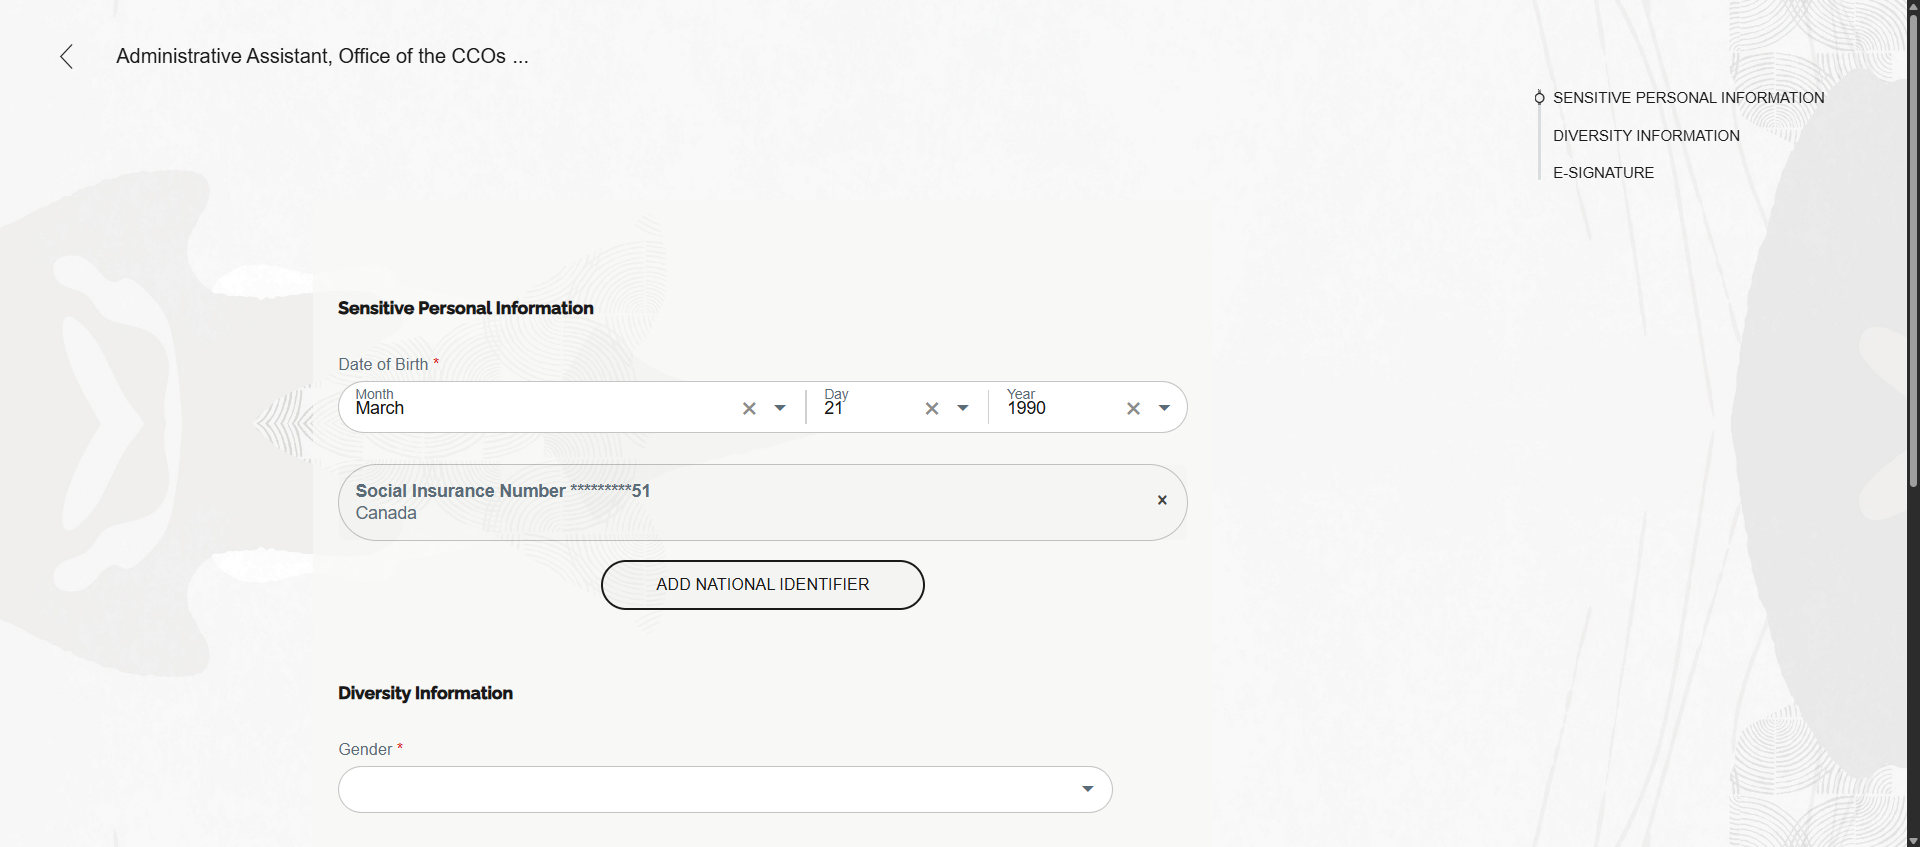 Administrative Assistant, Office of the CCOs ...
SENSITIVE PERSONAL INFORMATION
DIVERSITY INFORMATION
E-SIGNATURE
Sensitive Personal Information
Date of Birth *
Month
March
Day
21
Year
1990
Social Insurance Number *********51
Canada
ADD NATIONAL IDENTIFIER
Diversity Information
Gender *